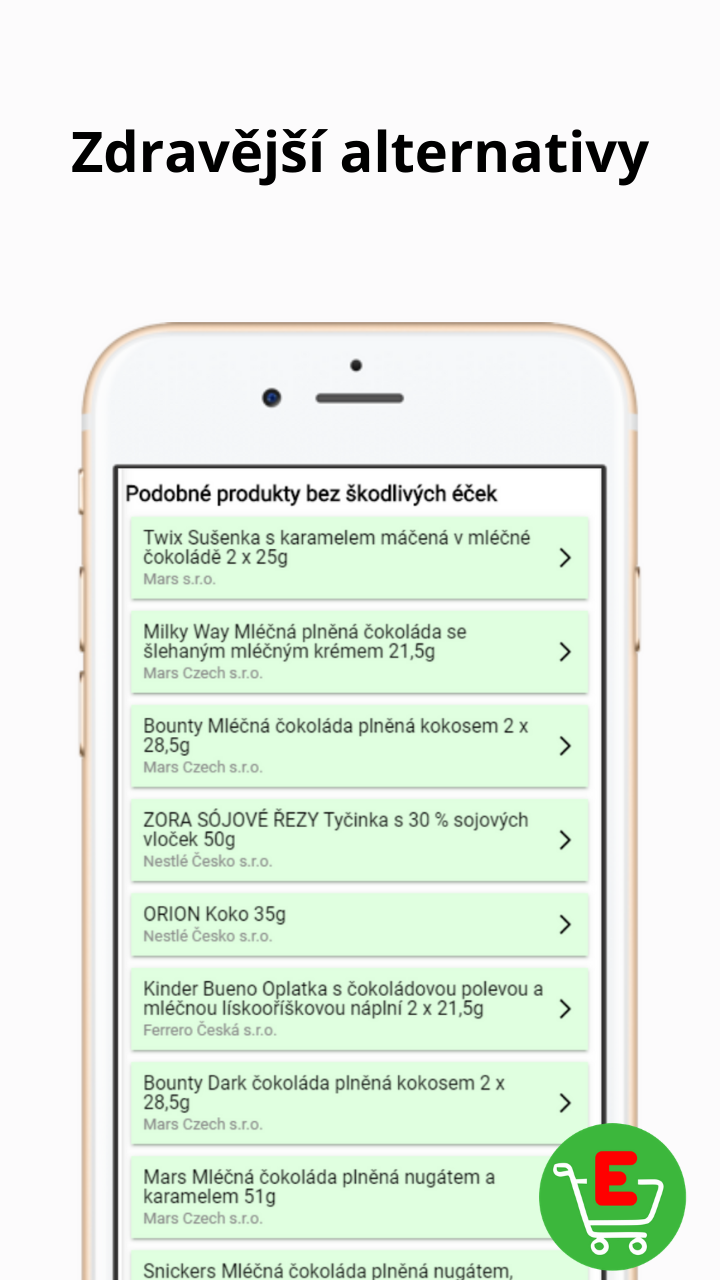 Zdravější alternativy
Podobné produkty bez škodlivých éček
Twix Sušenka s karamelem máčená v mléčné
čokoládě 2 x 25g
Mars s.r.o.
Milky Way Mléčná plněná čokoláda se
šlehaným mléčným krémem 21,5g
Mars Czech s.r.o.
Bounty Mléčná čokoláda plněná kokosem 2 x
28,5g
Mars Czech s.r.o.
ZORA SÓJOVÉ ŘEZY Tyčinka s 30 % sojových
vloček 50g
Nestlé Česko s.r.o.
ORION Koko 35g
Nestlé Česko s.r.o.
Kinder Bueno Oplatka s čokoládovou polevou a
mléčnou lískooříškovou náplní 2 x 21,5g
Ferrero Česká s.r.o.
Bounty Dark čokoláda plněná kokosem 2 x
28,5g
Mars Czech s.r.o.
Mars Mléčná čokoláda plněná nugátem a
karamelem 51g
Mars Czech s.r.o.
Snickers Mléčná čokoláda plněná nugátem,
E